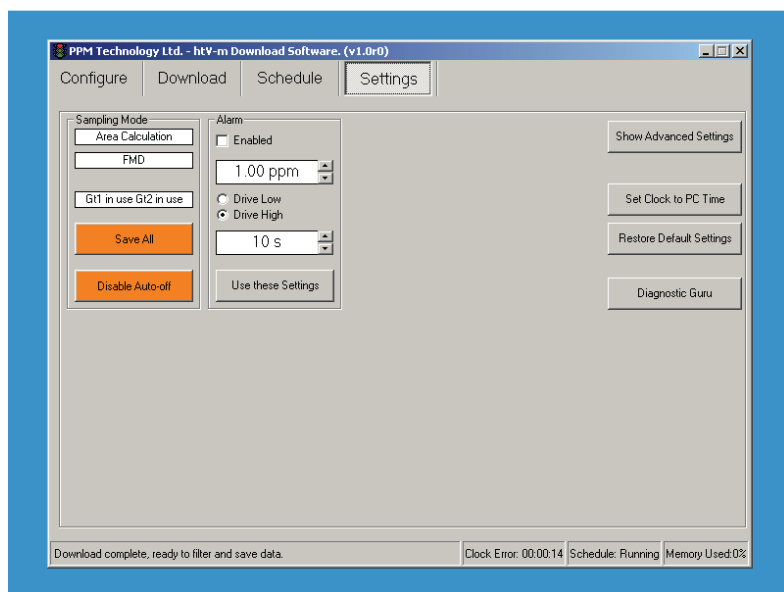 PPM Technology Ltd. - htV-m Download Software. (v1.0r0)
Configure Download Schedule Settings
Sampling Mode
Area Calculation
FMD
Gt1 in use Gt2 in use
Save All
Disable Auto-off
Alarm
Enabled
1.00 ppm
Drive Low
Drive High
10 s
Use these Settings
Show Advanced Settings
Set Clock to PC Time
Restore Default Settings
Diagnostic Guru
Download complete, ready to filter and save data.
Clock Error: 00:00:14 Schedule: Running Memory Used:0%